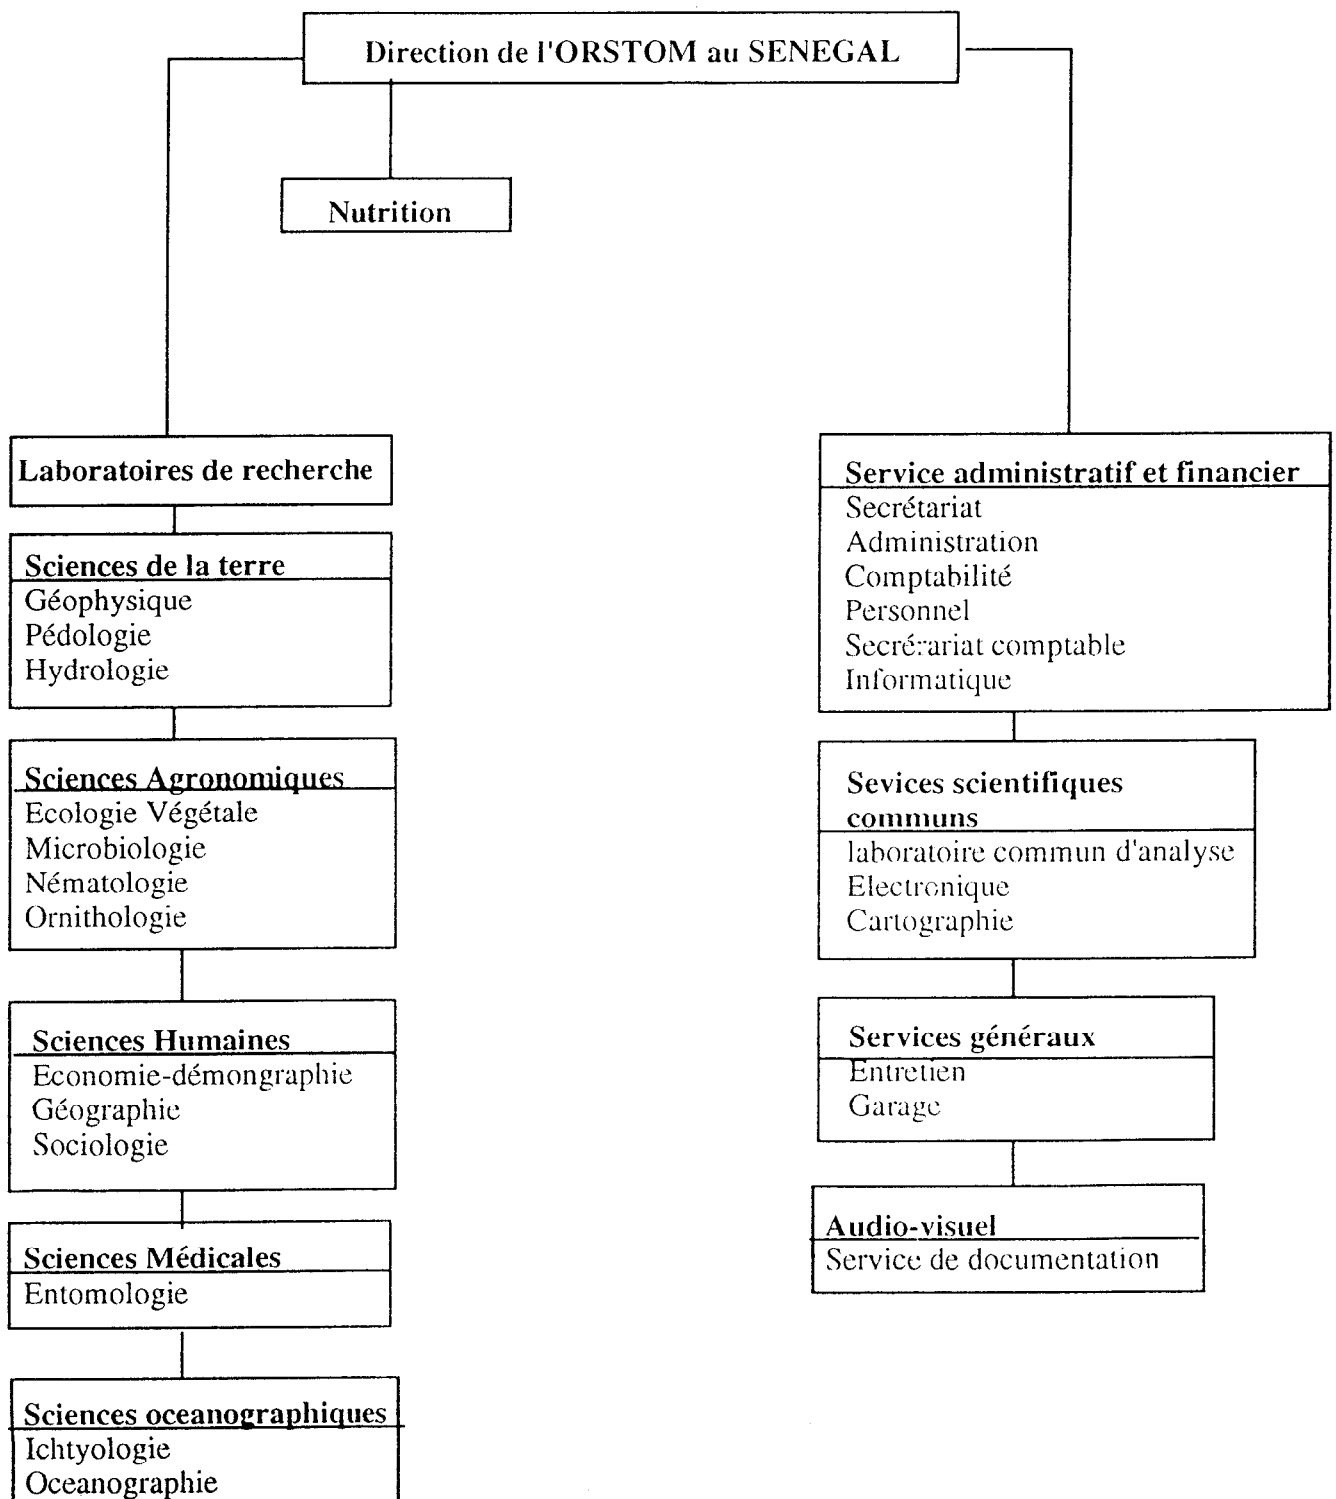 Direction de l'ORSTOM au SENEGAL
Nutrition
Laboratoires de recherche
Sciences de la terre
Géophysique
Pédologie
Hydrologie
Sciences Agronomiques
Ecologie Végétale
Microbiologie
Nématologie
Ornithologie
Sciences Humaines
Economie-démongraphie
Géographie
Sociologie
Sciences Médicales
Entomologie
Sciences oceanographiques
Ichtyologie
Oceanographie
Service administratif et financier
Secrétariat
Administration
Comptabilité
Personnel
Secrétariat comptable
Informatique
Sevices scientifiques
communs
laboratoire commun d'analyse
Electronique
Cartographie
Services généraux
Entretien
Garage
Audio-visuel
Service de documentation